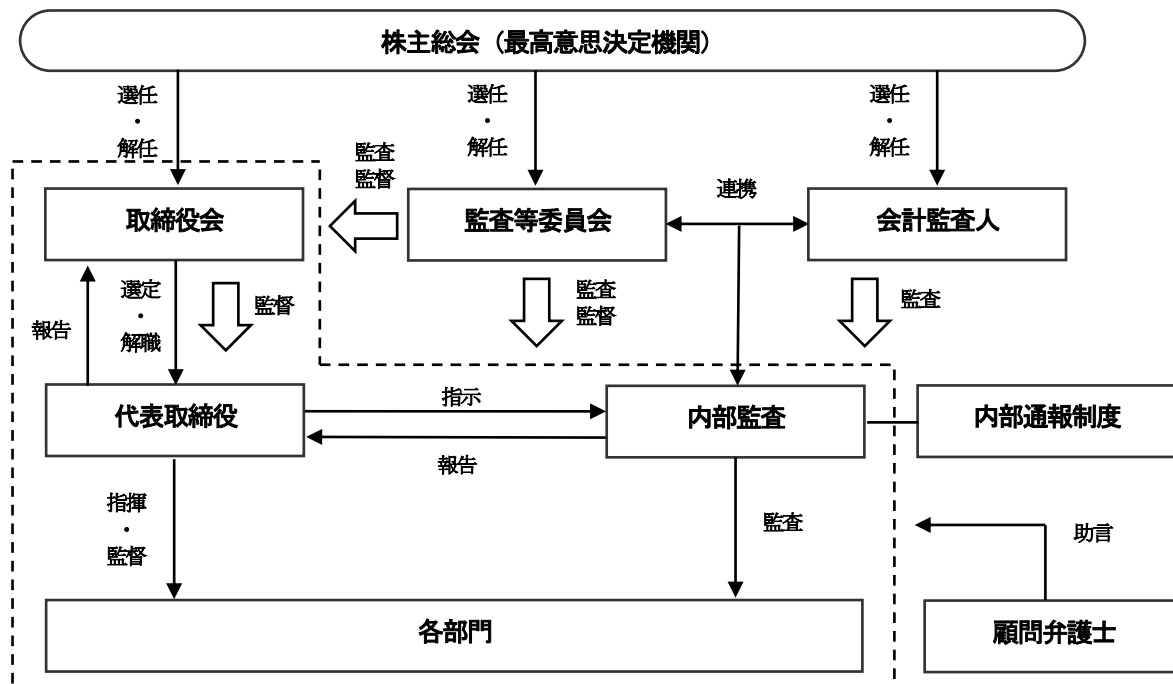 株主総会（最高意思決定機関）
選任
・
解任
選任
・
解任
選任
・
解任
監査
監督
連携
取締役会
監査等委員会
会計監査人
報告
選定
・
解職
監督
監査
監督
監査
代表取締役
指示
報告
内部監査
内部通報制度
指揮
・
監督
監査
助言
各部門
顧問弁護士